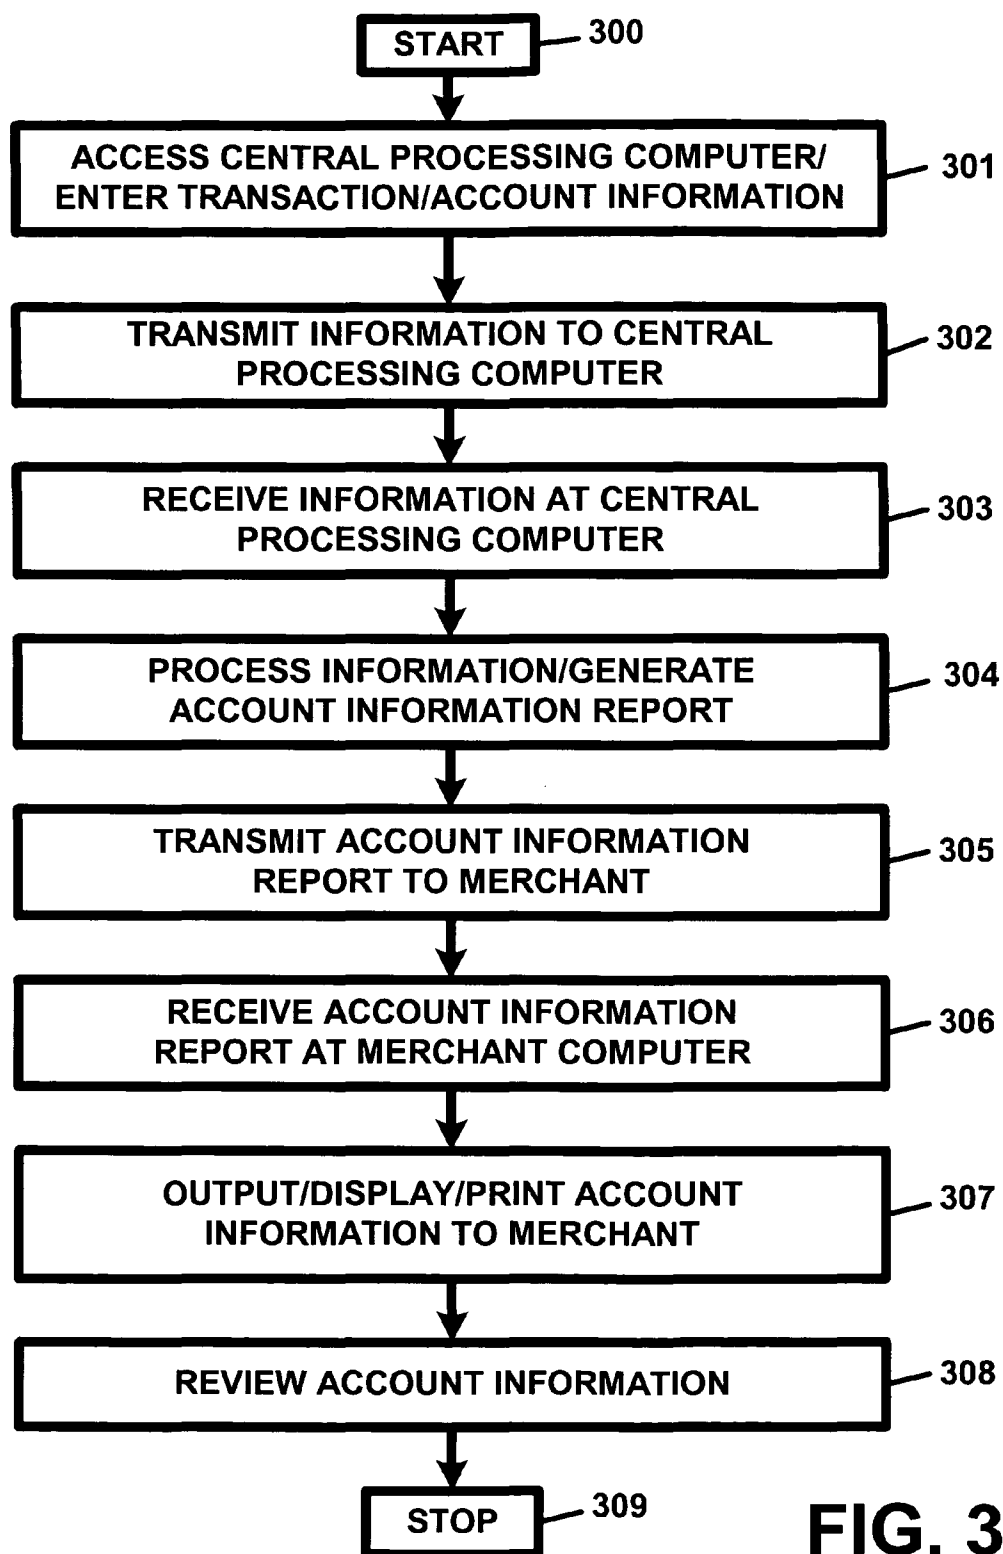 START
300
ACCESS CENTRAL PROCESSING COMPUTER/
ENTER TRANSACTION/ACCOUNT INFORMATION
301
TRANSMIT INFORMATION TO CENTRAL
PROCESSING COMPUTER
302
RECEIVE INFORMATION AT CENTRAL
PROCESSING COMPUTER
303
PROCESS INFORMATION/GENERATE
ACCOUNT INFORMATION REPORT
304
TRANSMIT ACCOUNT INFORMATION
REPORT TO MERCHANT
305
RECEIVE ACCOUNT INFORMATION
REPORT AT MERCHANT COMPUTER
306
OUTPUT/DISPLAY/PRINT ACCOUNT
INFORMATION TO MERCHANT
307
REVIEW ACCOUNT INFORMATION
308
STOP
309
FIG. 3